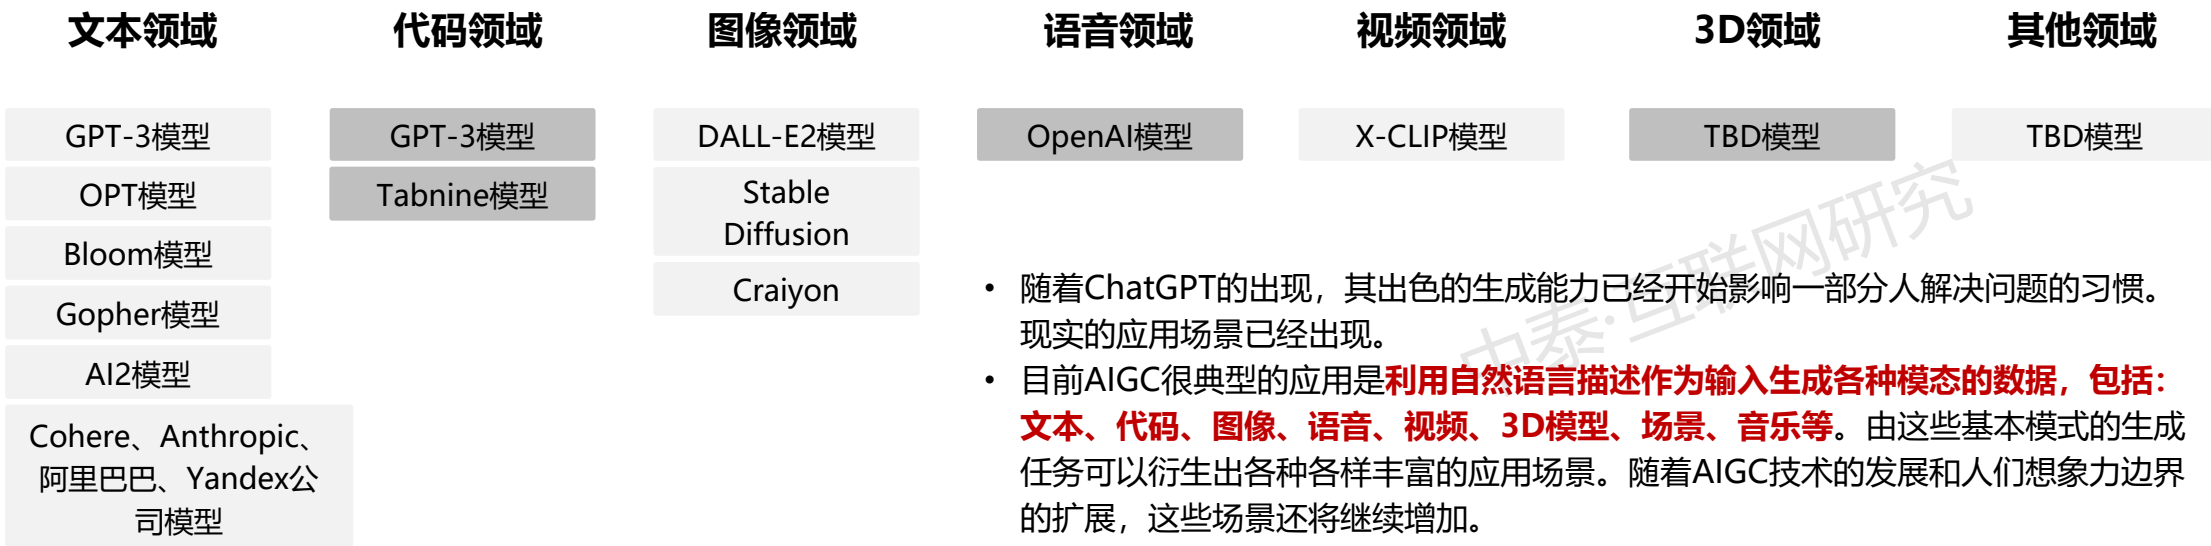 文本领域
代码领域
图像领域
语音领域
视频领域
3D领域
其他领域
GPT-3模型
OPT模型
Bloom模型
Gopher模型
AI2模型
Cohere、Anthropic、
阿里巴巴、Yandex公
司模型
GPT-3模型
Tabnine模型
DALL-E2模型
Stable
Diffusion
Craiyon
OpenAI模型
X-CLIP模型
TBD模型
TBD模型
• 随着ChatGPT的出现，其出色的生成能力已经开始影响一部分人解决问题的习惯。
现实的应用场景已经出现。
• 目前AIGC很典型的应用是利用自然语言描述作为输入生成各种模态的数据，包括：
文本、代码、图像、语音、视频、3D模型、场景、音乐等。由这些基本模式的生成
任务可以衍生出各种各样丰富的应用场景。随着AIGC技术的发展和人们想象力边界
的扩展，这些场景还将继续增加。
中泰·互联网研究